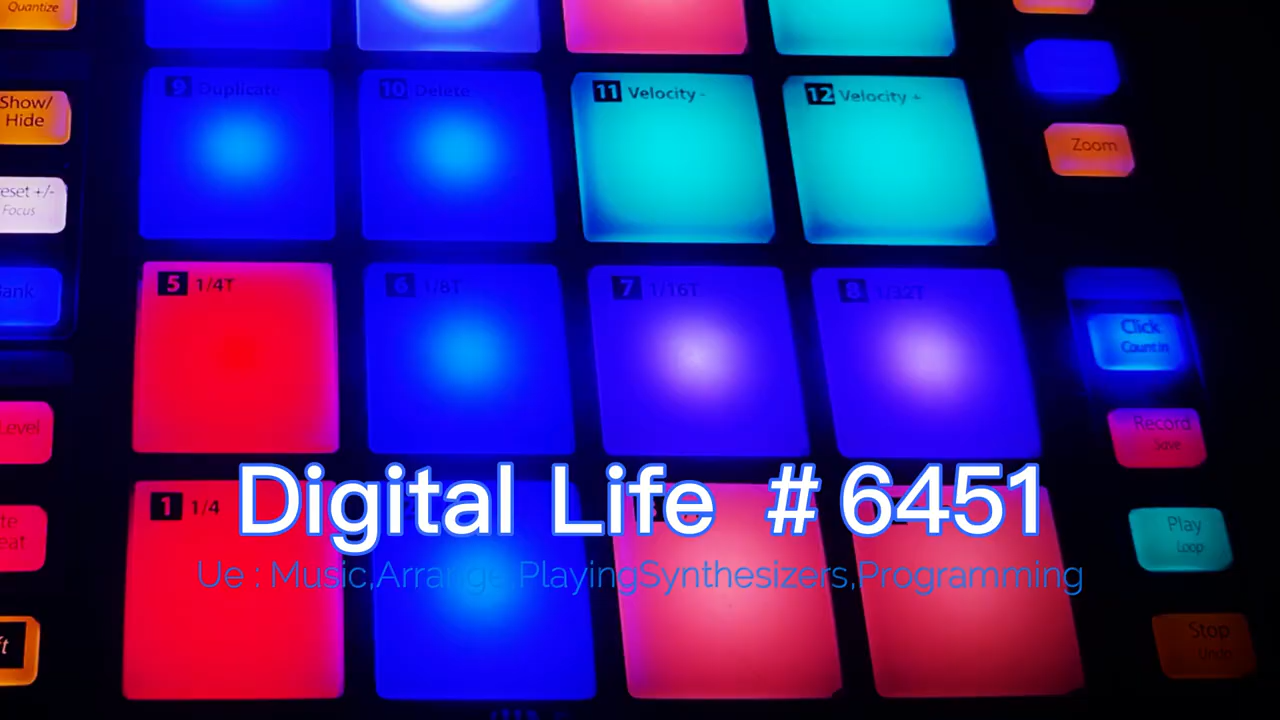 Quantize
9 Duplicate
10 Delete
11 Velocity -
12 Velocity +
Show/
Hide
Zoom
reset +/-
Focus
Bank
5 1/4T
6 1/8T
7 1/16T
8 1/32T
Click
Count in
Level
Record
Save
1 1/4
Digital Life # 6451
Play
Loop
Ue : Music,Arrange PlayingSynthesizers,Programming
Stop
Undo